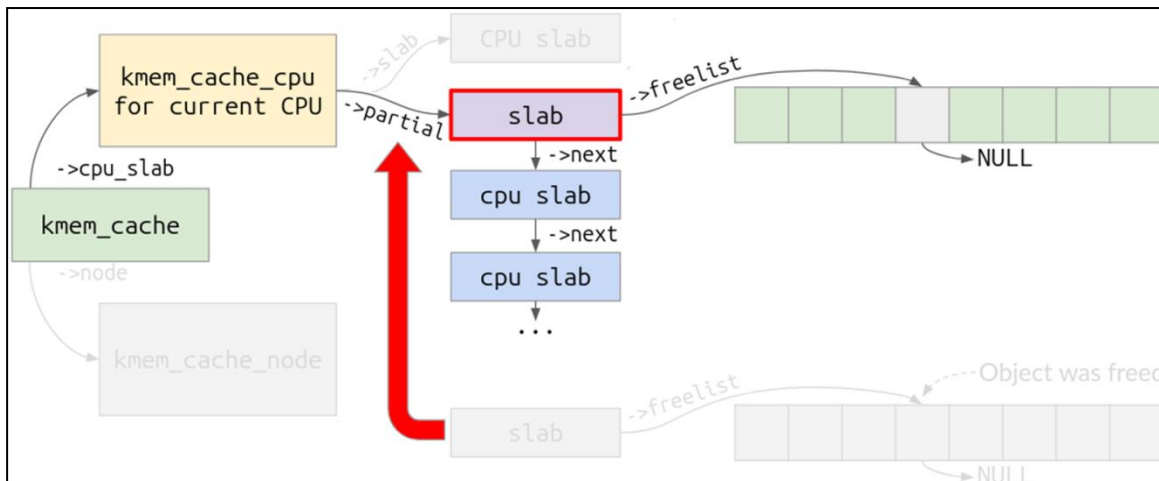 CPU slab
->slab
kmem_cache_cpu
for current CPU
->partial
slab
->freelist
->next
NULL
->cpu_slab
cpu slab
kmem_cache
->next
->node
cpu slab
...
kmem_cache_node
->freelist
Object was freed
slab
NULL